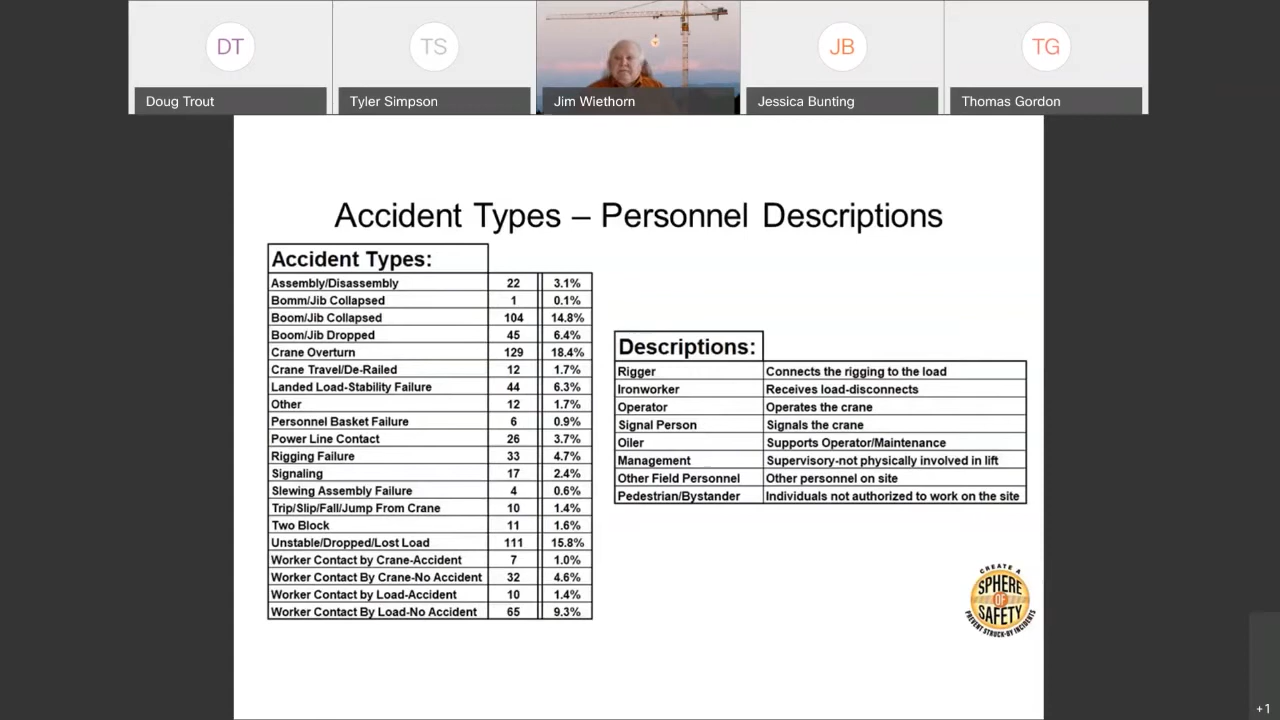 DT
TS
JB
TG
Doug Trout
Tyler Simpson
Jim Wiethorn
Jessica Bunting
Thomas Gordon
Accident Types – Personnel Descriptions
Accident Types:
Assembly/Disassembly 22 3.1%
Bomm/Jib Collapsed 1 0.1%
Boom/Jib Collapsed 104 14.8%
Boom/Jib Dropped 45 6.4%
Crane Overturn 129 18.4%
Crane Travel/De-Railed 12 1.7%
Landed Load-Stability Failure 44 6.3%
Other 12 1.7%
Personnel Basket Failure 6 0.9%
Power Line Contact 26 3.7%
Rigging Failure 33 4.7%
Signaling 17 2.4%
Slewing Assembly Failure 4 0.6%
Trip/Slip/Fall/Jump From Crane 10 1.4%
Two Block 11 1.6%
Unstable/Dropped/Lost Load 111 15.8%
Worker Contact by Crane-Accident 7 1.0%
Worker Contact By Crane-No Accident 32 4.6%
Worker Contact by Load-Accident 10 1.4%
Worker Contact By Load-No Accident 65 9.3%
Descriptions:
Rigger Connects the rigging to the load
Ironworker Receives load-disconnects
Operator Operates the crane
Signal Person Signals the crane
Oiler Supports Operator/Maintenance
Management Supervisory-not physically involved in lift
Other Field Personnel Other personnel on site
Pedestrian/Bystander Individuals not authorized to work on the site
CREATE A
SPHERE
OF
SAFETY
PREVENT STRUCK-BY INCIDENTS
+1